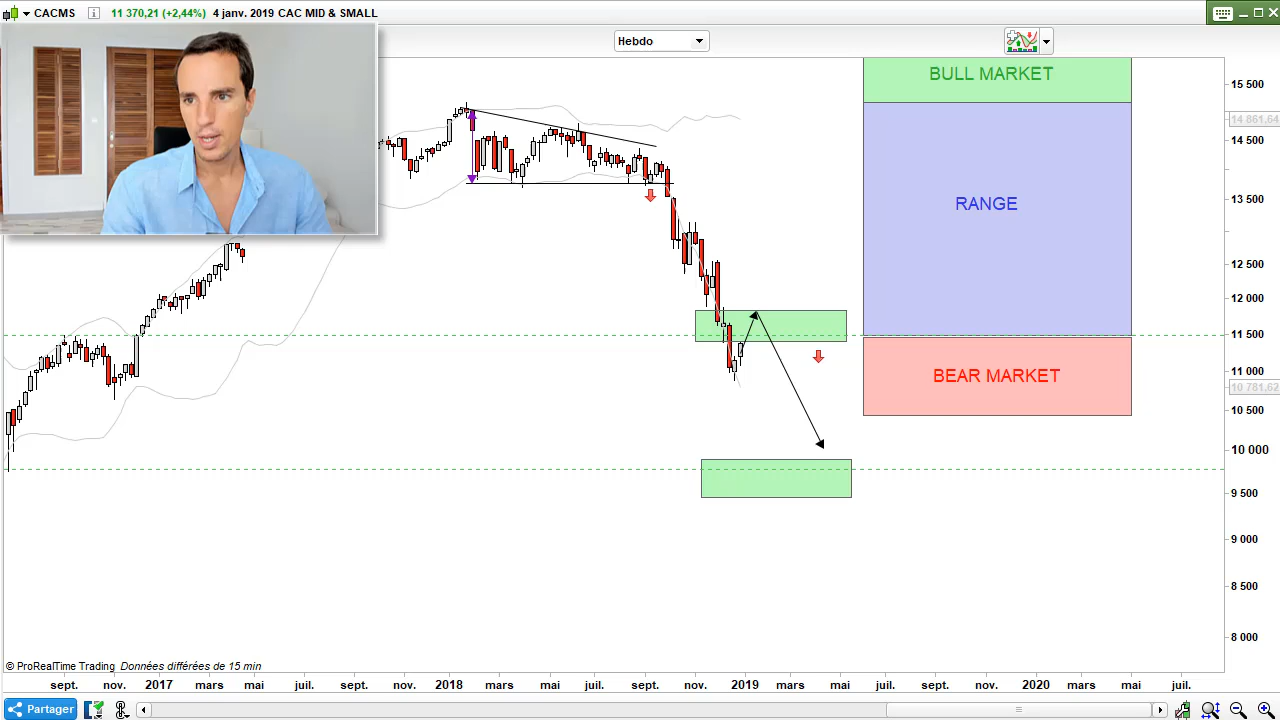 CACMS i 11 370,21 (+2,44%) 4 janv. 2019 CAC MID & SMALL
Hebdo
BULL MARKET
RANGE
BEAR MARKET
15 500
14 861.64
14 500
13 500
12 500
12 000
11 500
11 000
10 781,62
10 500
10 000
9 500
9 000
8 500
8 000
© ProRealTime Trading Données différées de 15 min
sept. nov. 2017 mars mai juil. sept. nov. 2018 mars mai juil. sept. nov. 2019 mars mai juil. sept. nov. 2020 mars mai juil.
Partager